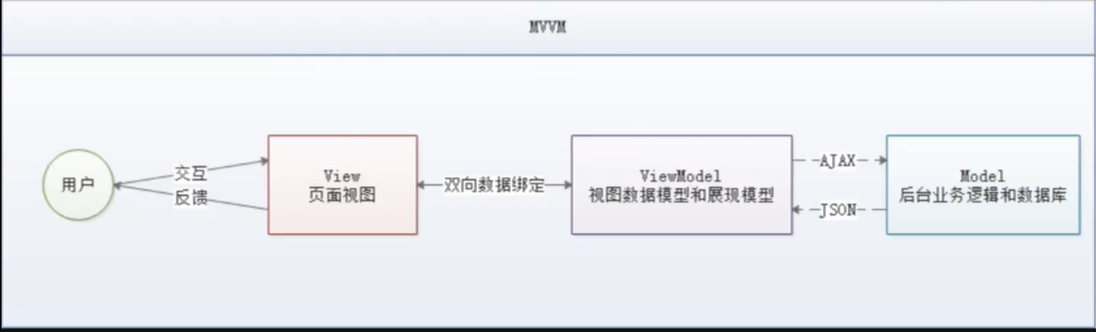 MVVM
用户
交互
反馈
View
页面视图
双向数据绑定
ViewModel
视图数据模型和展现模型
AJAX
JSON
Model
后台业务逻辑和数据库